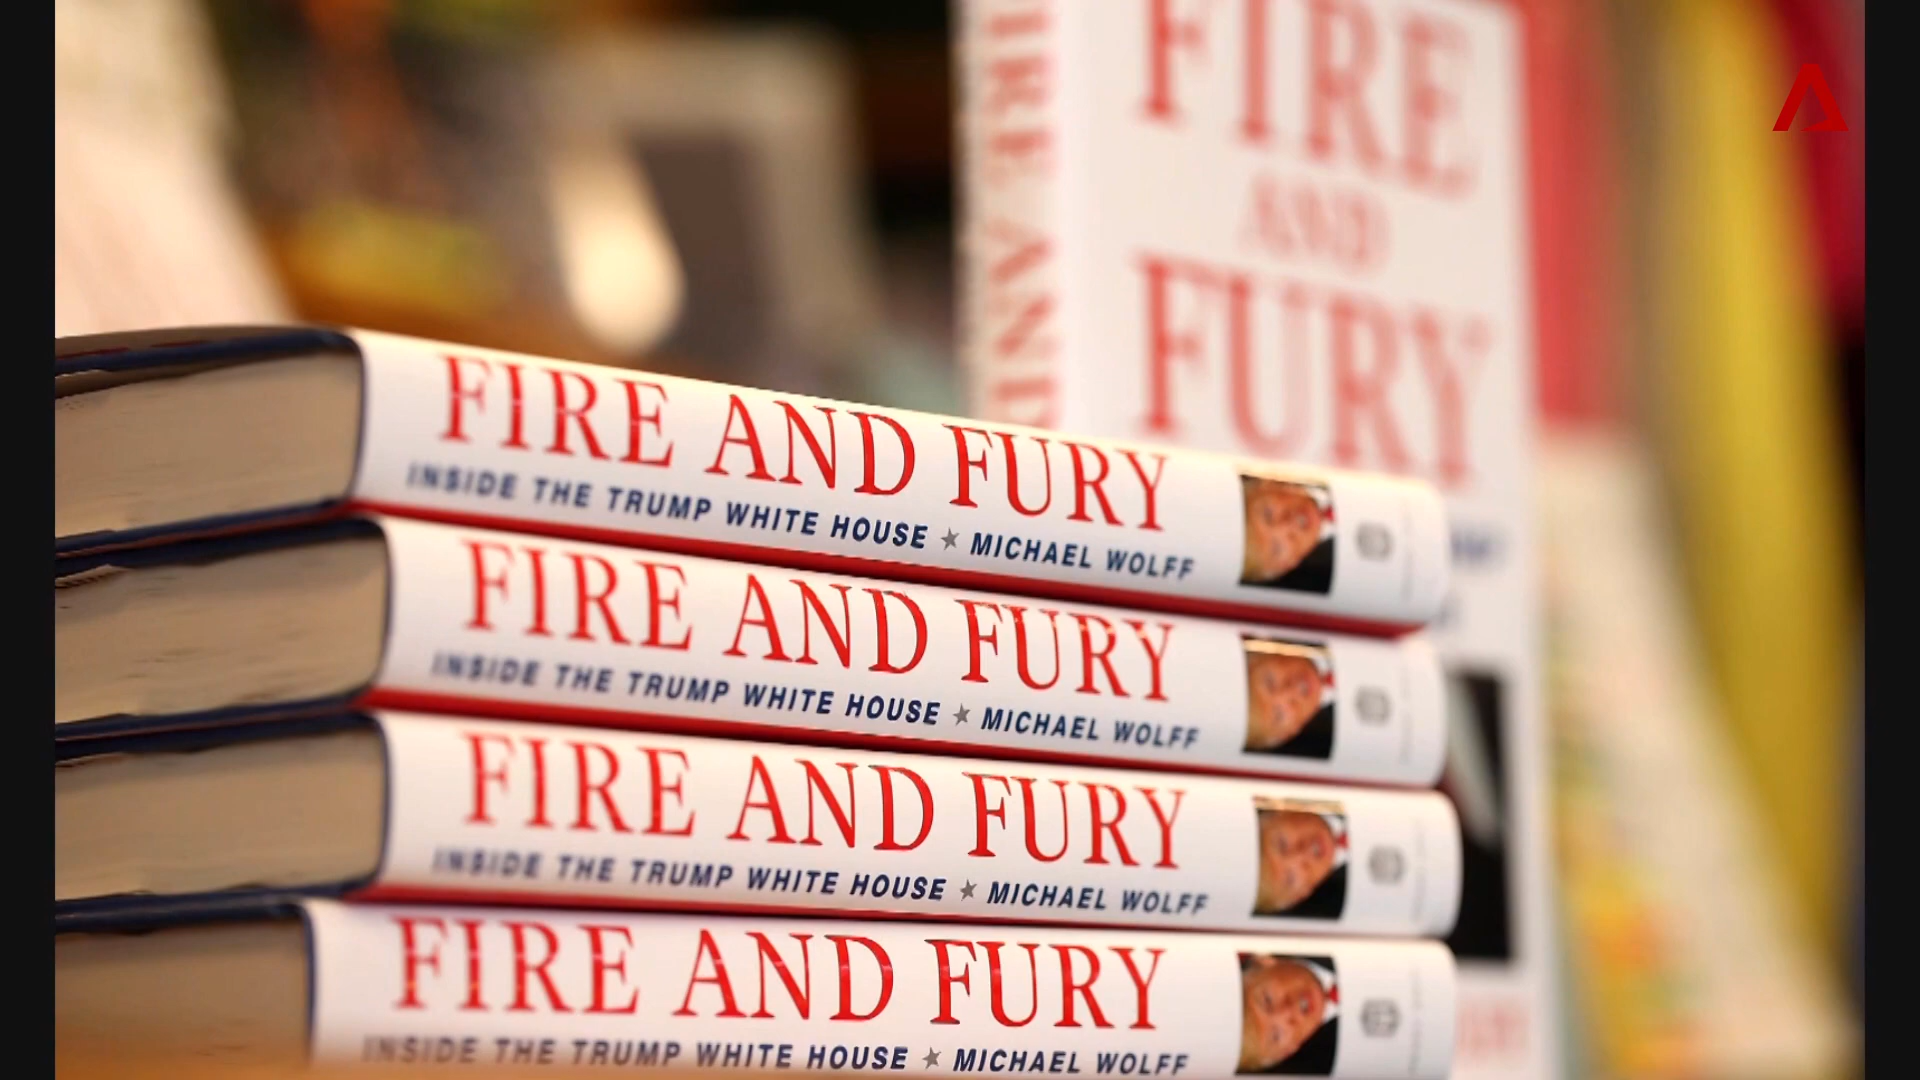 FIRE
AND
FURY
FIRE AND
FIRE AND FURY
INSIDE THE TRUMP WHITE HOUSE ★ MICHAEL WOLFF
FIRE AND FURY
INSIDE THE TRUMP WHITE HOUSE ★ MICHAEL WOLFF
FIRE AND FURY
INSIDE THE TRUMP WHITE HOUSE ★ MICHAEL WOLFF
FIRE AND FURY
INSIDE THE TRUMP WHITE HOUSE ★ MICHAEL WOLFF